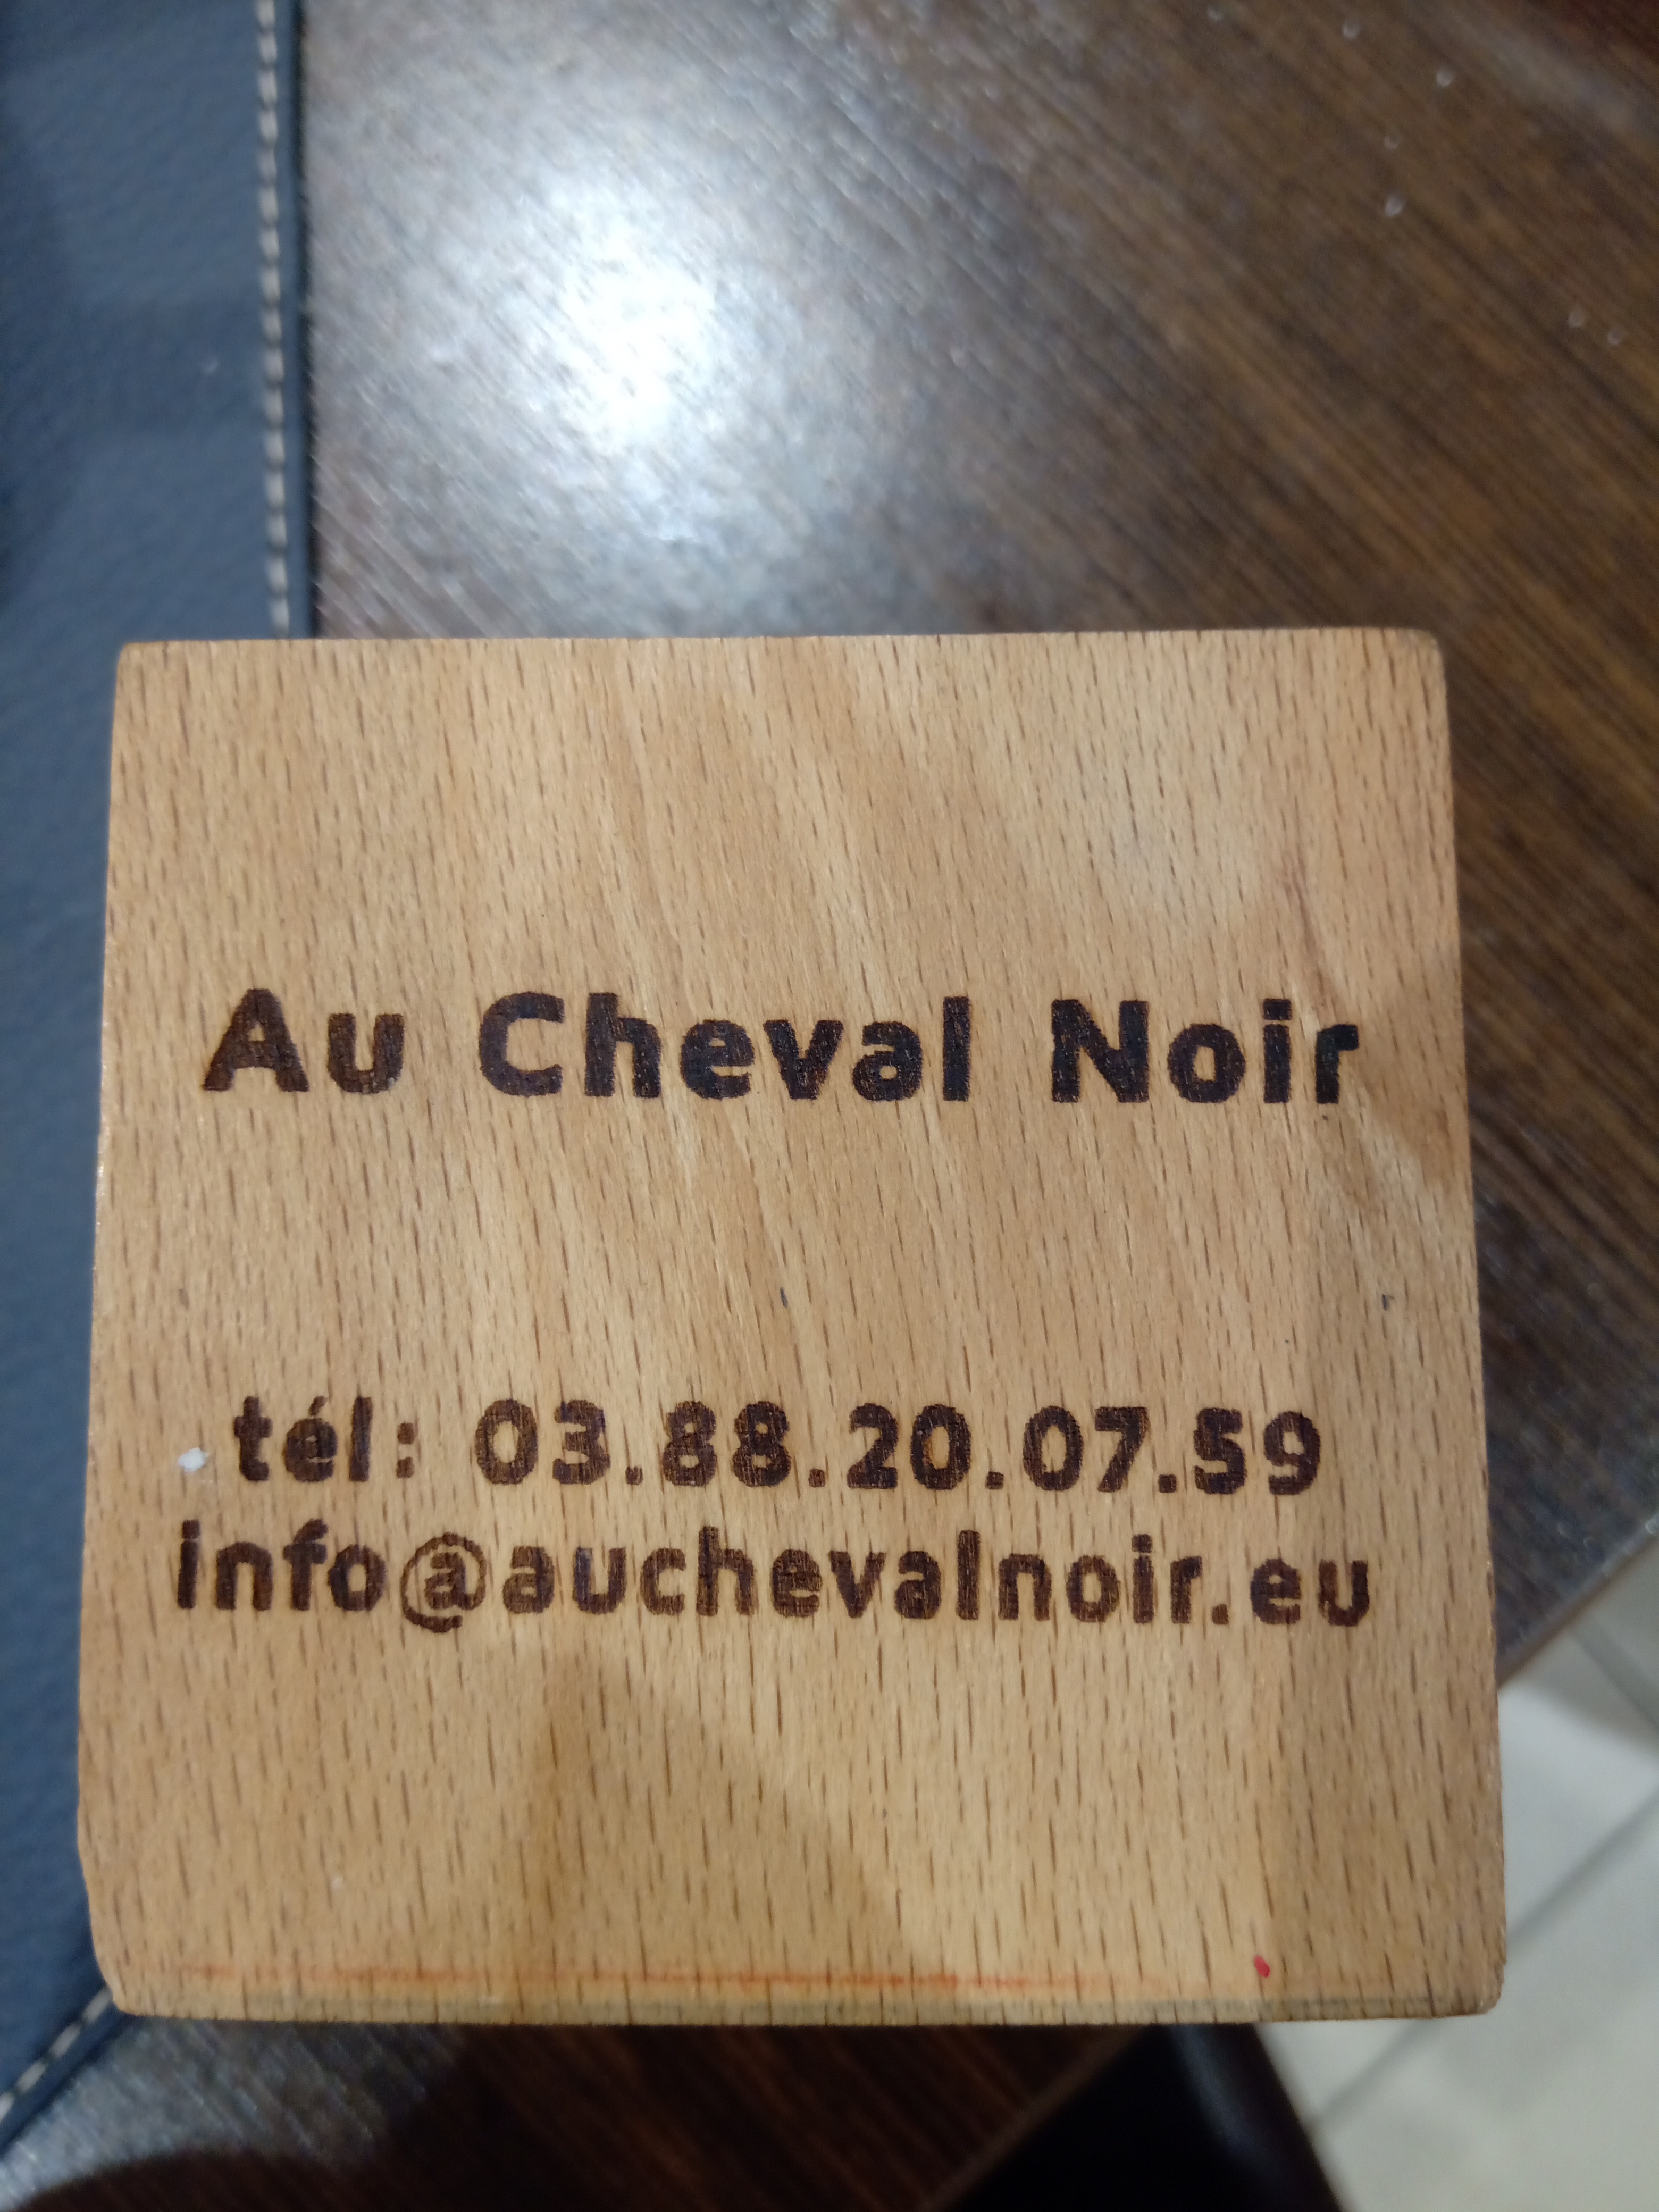 Au Cheval Noir
tél: 03.88.20.07.59
info@auchevalnoir.eu